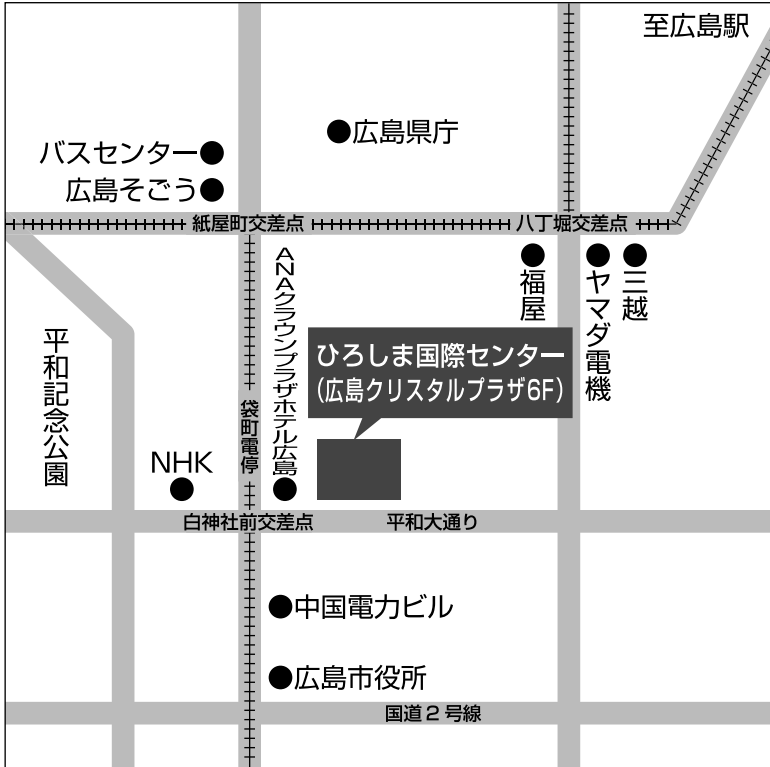 至広島駅
広島県庁
バスセンター
広島そごう
紙屋町交差点
八丁堀交差点
ANAクラウンプラザホテル広島
福屋
ヤマダ電機
三越
平和記念公園
ひろしま国際センター
(広島クリスタルプラザ6F)
袋町電停
NHK
白神社前交差点
平和大通り
中国電力ビル
広島市役所
国道2号線